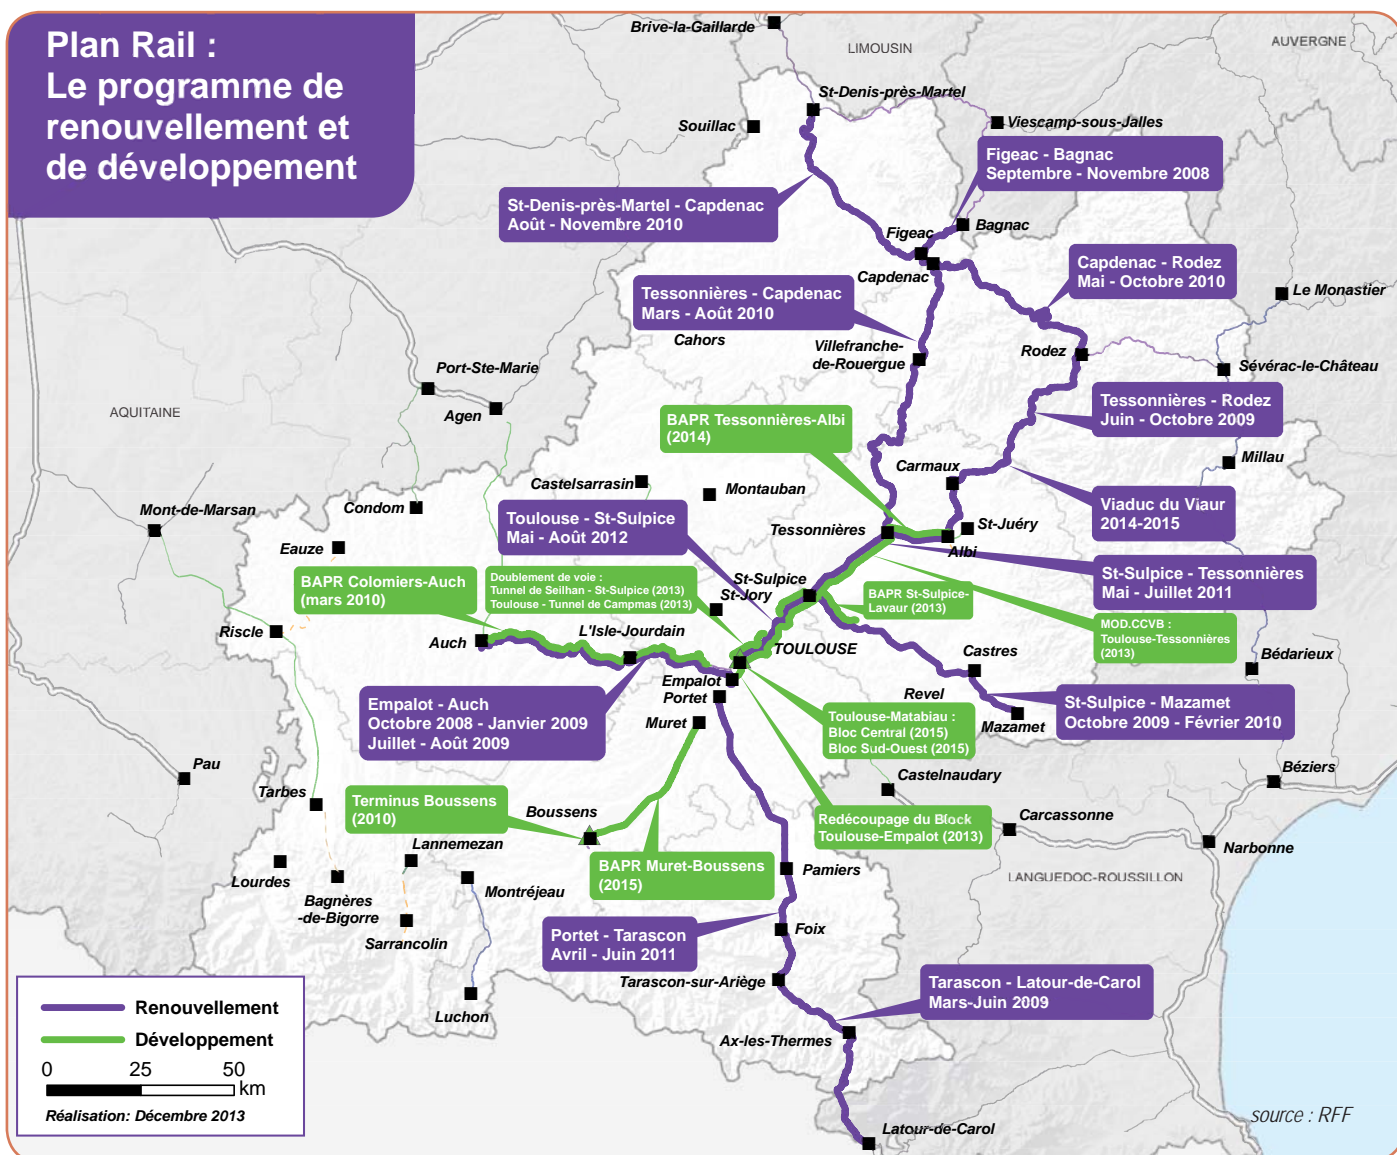 Plan Rail :
Le programme de
renouvellement et
de développement
Brive-la-Gaillarde
LIMOUSIN
AUVERGNE
St-Denis-près-Martel
Souillac
Viescamp-sous-Jalles
Figeac - Bagnac
Septembre - Novembre 2008
St-Denis-près-Martel - Capdenac
Août - Novembre 2010
Bagnac
Figeac
Capdenac
Capdenac - Rodez
Mai - Octobre 2010
Le Monastier
Tessonnières - Capdenac
Mars - Août 2010
Cahors
Villefranche-
de-Rouergue
Rodez
Sévérac-le-Château
Port-Ste-Marie
Agen
AQUITAINE
BAPR Tessonnières-Albi
(2014)
Tessonnières - Rodez
Juin - Octobre 2009
Carmaux
Millau
Castelsarrasin
Montauban
Viaduc du Viaur
2014-2015
Mont-de-Marsan
Condom
Toulouse - St-Sulpice
Mai - Août 2012
Tessonnières
St-Juéry
Albi
Eauze
BAPR Colomiers-Auch
(mars 2010)
Doublement de voie :
Tunnel de Seilhan - St-Sulpice (2013)
Toulouse - Tunnel de Campmas (2013)
St-Sulpice
St-Jory
BAPR St-Sulpice-
Lavaur (2013)
St-Sulpice - Tessonnières
Mai - Juillet 2011
MOD.CCVB :
Toulouse-Tessonnières
(2013)
Riscle
Auch
L'Isle-Jourdain
TOULOUSE
Castres
Bédarieux
Empalot
Portet
Revel
Mazamet
St-Sulpice - Mazamet
Octobre 2009 - Février 2010
Empalot - Auch
Octobre 2008 - Janvier 2009
Juillet - Août 2009
Muret
Toulouse-Matabiau :
Bloc Central (2015)
Bloc Sud-Ouest (2015)
Pau
Tarbes
Castelnaudary
Béziers
Terminus Boussens
(2010)
Boussens
Redécoupage du Block
Toulouse-Empalot (2013)
Carcassonne
Narbonne
Lannemezan
BAPR Muret-Boussens
(2015)
Pamiers
LANGUEDOC-ROUSSILLON
Lourdes
Bagnères
-de-Bigorre
Montréjeau
Sarrancolin
Portet - Tarascon
Avril - Juin 2011
Foix
Tarascon-sur-Ariège
Tarascon - Latour-de-Carol
Mars-Juin 2009
Luchon
Ax-les-Thermes
Latour-de-Carol
Renouvellement
Développement
0 25 50
km
Réalisation: Décembre 2013
source : RFF